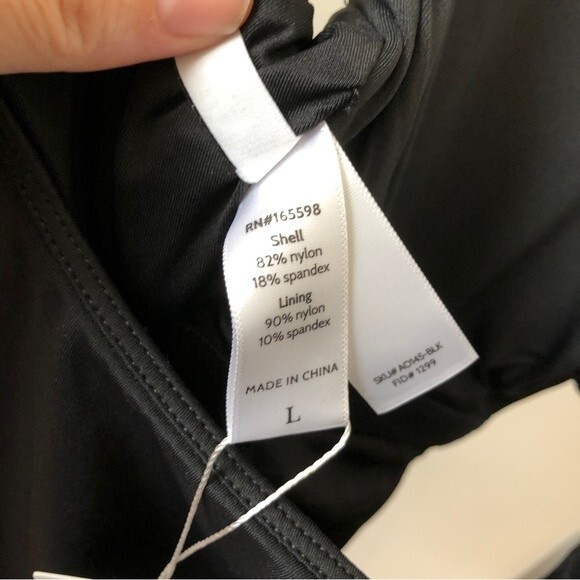 RN#165598
Shell
82% nylon
18% spandex
Lining
90% nylon
10% spandex
MADE IN CHINA
L
SKU# AO145-BLK
FID# 1299